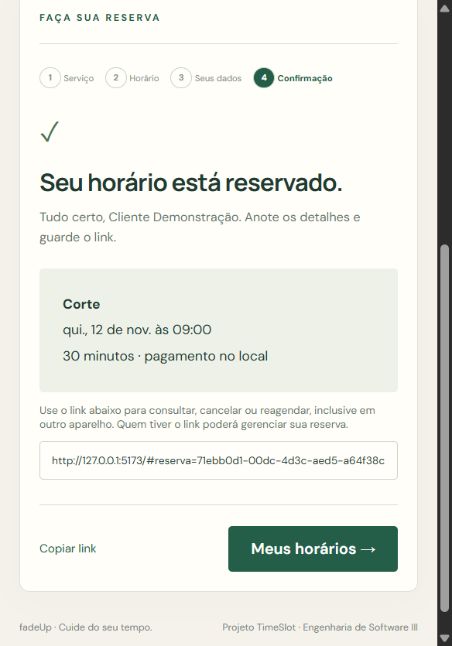 FAÇA SUA RESERVA
1 Serviço 2 Horário 3 Seus dados 4 Confirmação
✓
Seu horário está reservado.
Tudo certo, Cliente Demonstração. Anote os detalhes e
guarde o link.
Corte
qui., 12 de nov. às 09:00
30 minutos · pagamento no local
Use o link abaixo para consultar, cancelar ou reagendar, inclusive em
outro aparelho. Quem tiver o link poderá gerenciar sua reserva.
http://127.0.0.1:5173/#reserva=71ebb0d1-00dc-4d3c-aed5-a64f38c
Copiar link
Meus horários →
fadeUp · Cuide do seu tempo.
Projeto TimeSlot · Engenharia de Software III